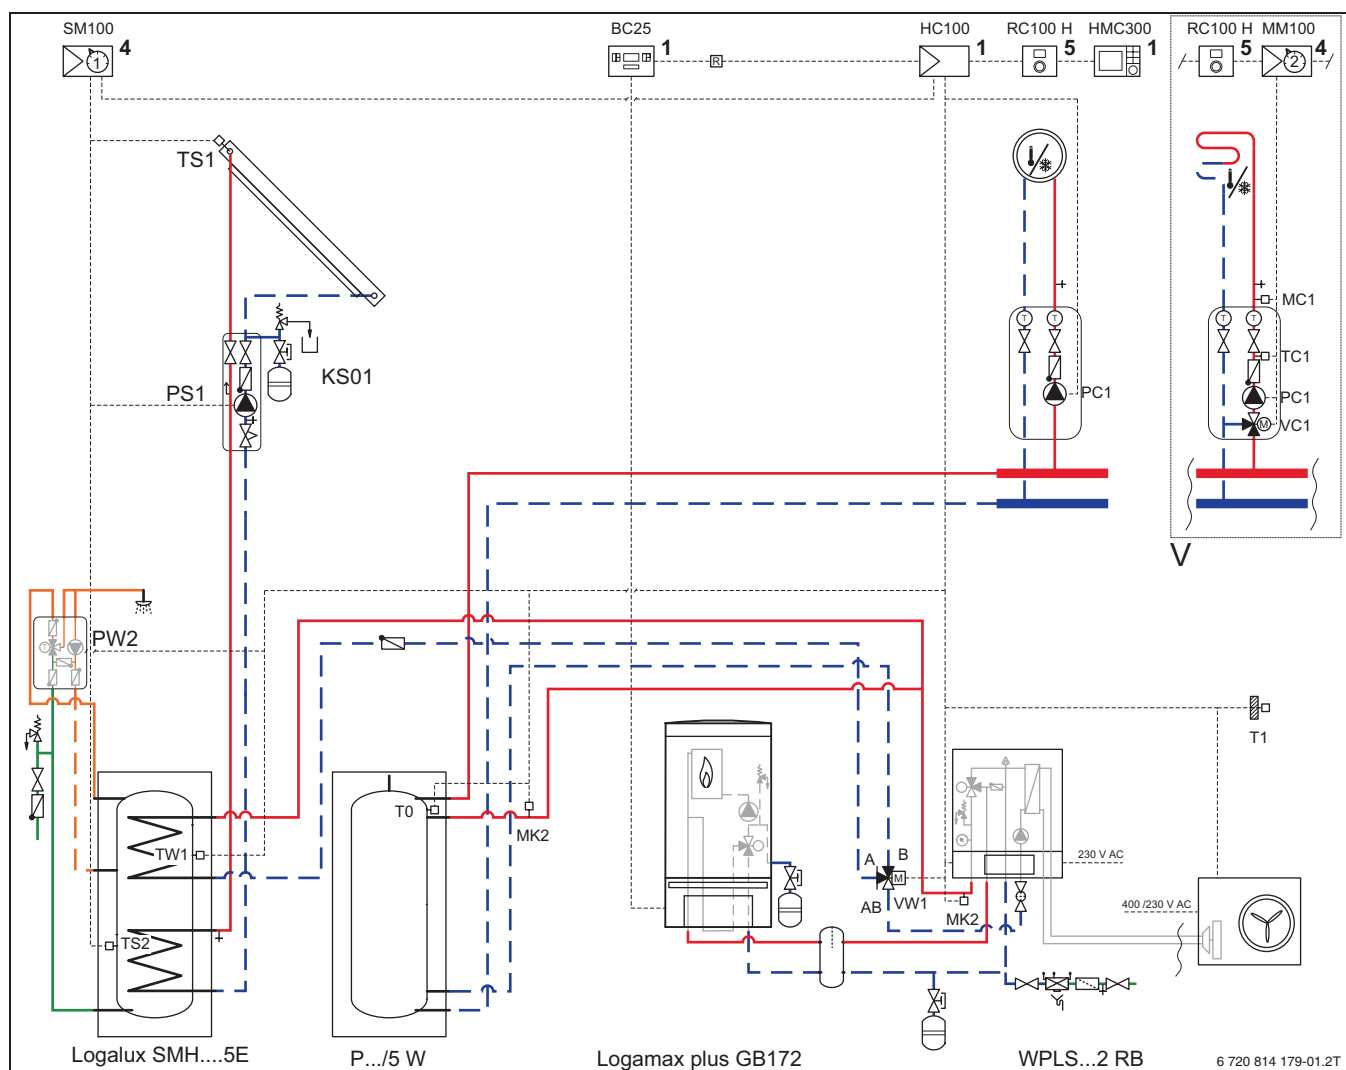 SM100
4
1
BC25
1
R
HC100
1
RC100 H
5
HMC300
1
RC100 H
5
MM100
4
2
TS1
KS01
PS1
T
T
PC1
T
T
MC1
TC1
PC1
M
VC1
V
PW2
T
T1
T0
MK2
TW1
TS2
A
B
M
AB
VW1
MK2
230 V AC
400 /230 V AC
Logalux SMH....5E
P.../5 W
Logamax plus GB172
WPLS...2 RB
6 720 814 179-01.2T